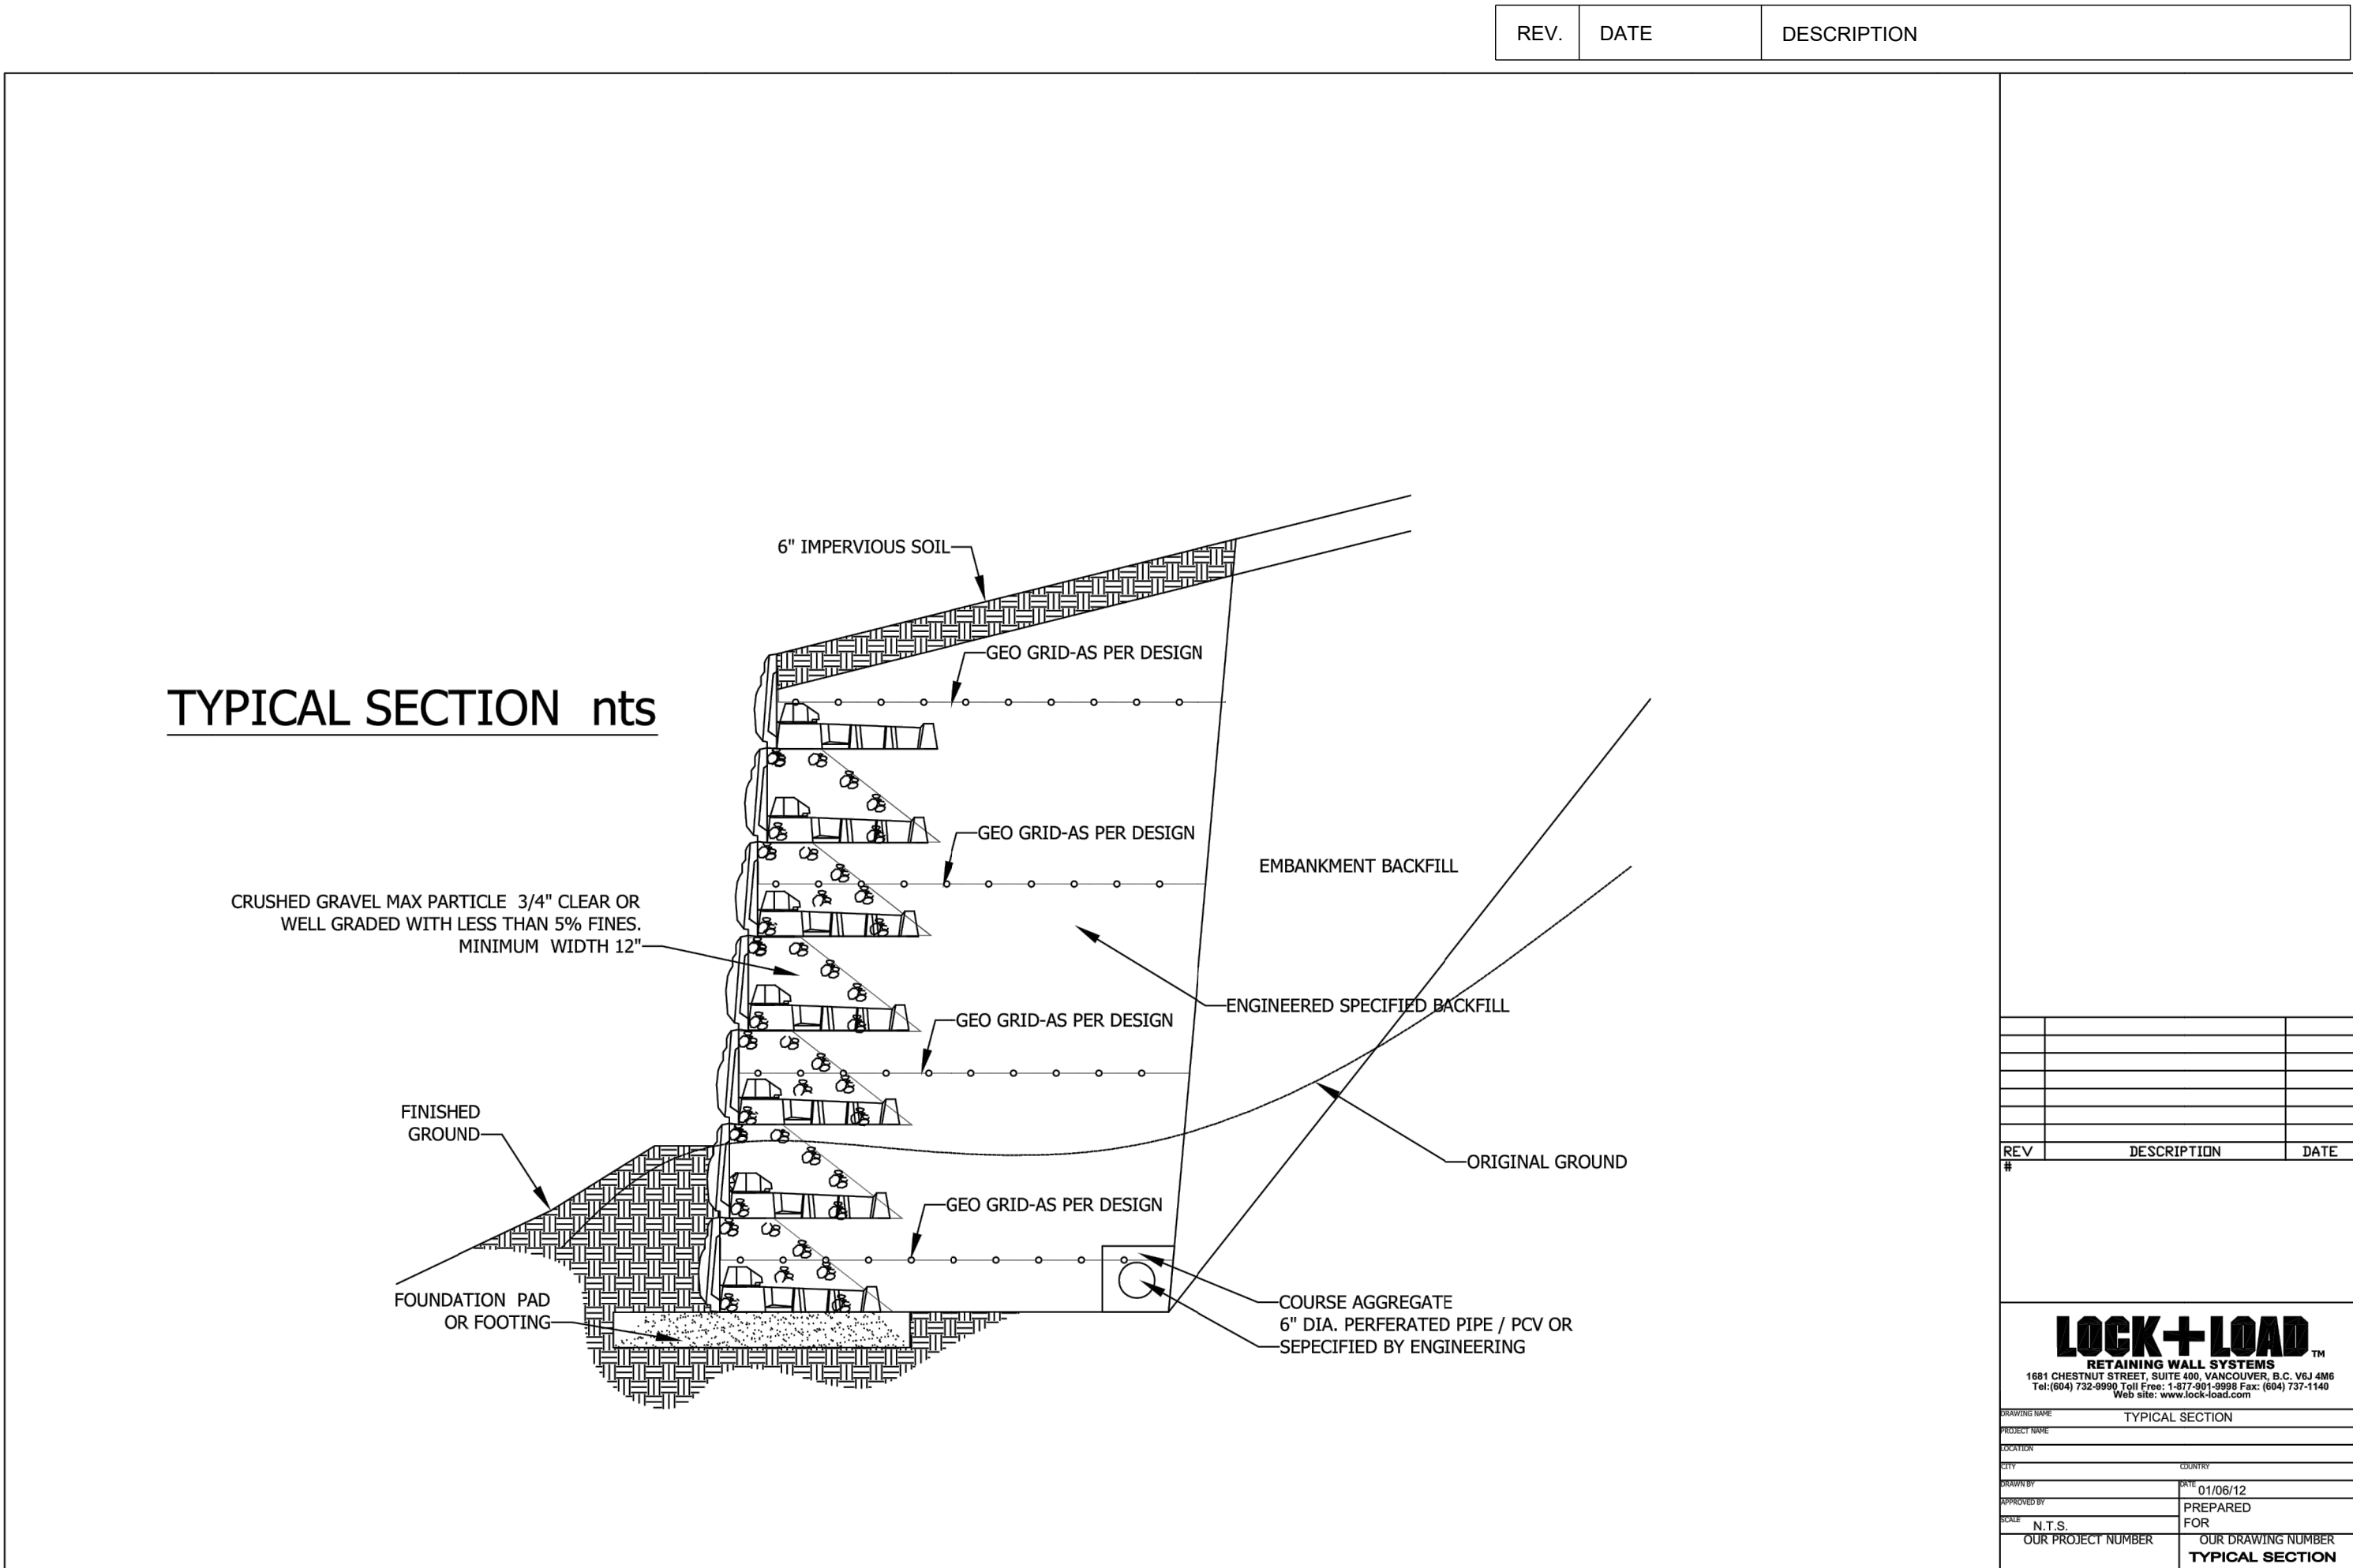 REV. DATE DESCRIPTION
6" IMPERVIOUS SOIL
GEO GRID-AS PER DESIGN
TYPICAL SECTION nts
GEO GRID-AS PER DESIGN
EMBANKMENT BACKFILL
CRUSHED GRAVEL MAX PARTICLE 3/4" CLEAR OR
WELL GRADED WITH LESS THAN 5% FINES.
MINIMUM WIDTH 12"
ENGINEERED SPECIFIED BACKFILL
GEO GRID-AS PER DESIGN
FINISHED
GROUND
ORIGINAL GROUND
GEO GRID-AS PER DESIGN
FOUNDATION PAD
OR FOOTING
COURSE AGGREGATE
6" DIA. PERFERATED PIPE / PCV OR
SEPECIFIED BY ENGINEERING
REV DESCRIPTION DATE
#
LOCK+LOAD TM
RETAINING WALL SYSTEMS
1681 CHESTNUT STREET, SUITE 400, VANCOUVER, B.C. V6J 4M6
Tel:(604) 732-9990 Toll Free: 1-877-901-9998 Fax: (604) 737-1140
Web site: www.lock-load.com
DRAWING NAME TYPICAL SECTION
PROJECT NAME
LOCATION
CITY COUNTRY
DRAWN BY DATE 01/06/12
APPROVED BY PREPARED
FOR
SCALE N.T.S.
OUR PROJECT NUMBER OUR DRAWING NUMBER
TYPICAL SECTION